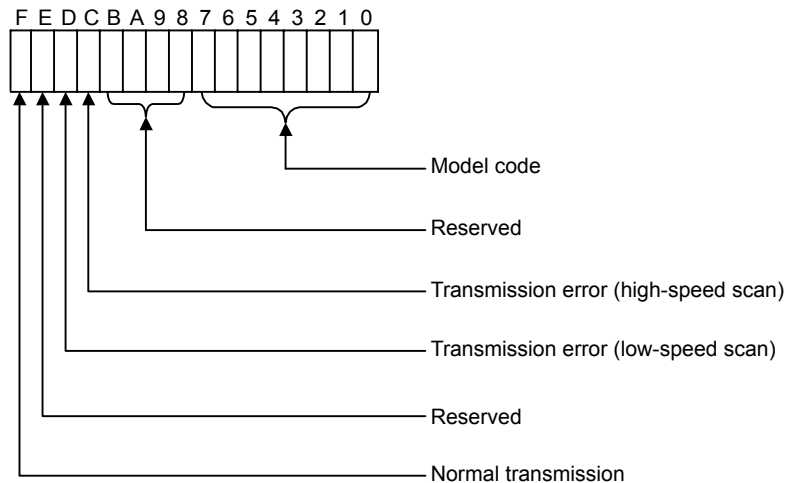 F E D C B A 9 8 7 6 5 4 3 2 1 0
Model code
Reserved
Transmission error (high-speed scan)
Transmission error (low-speed scan)
Reserved
Normal transmission